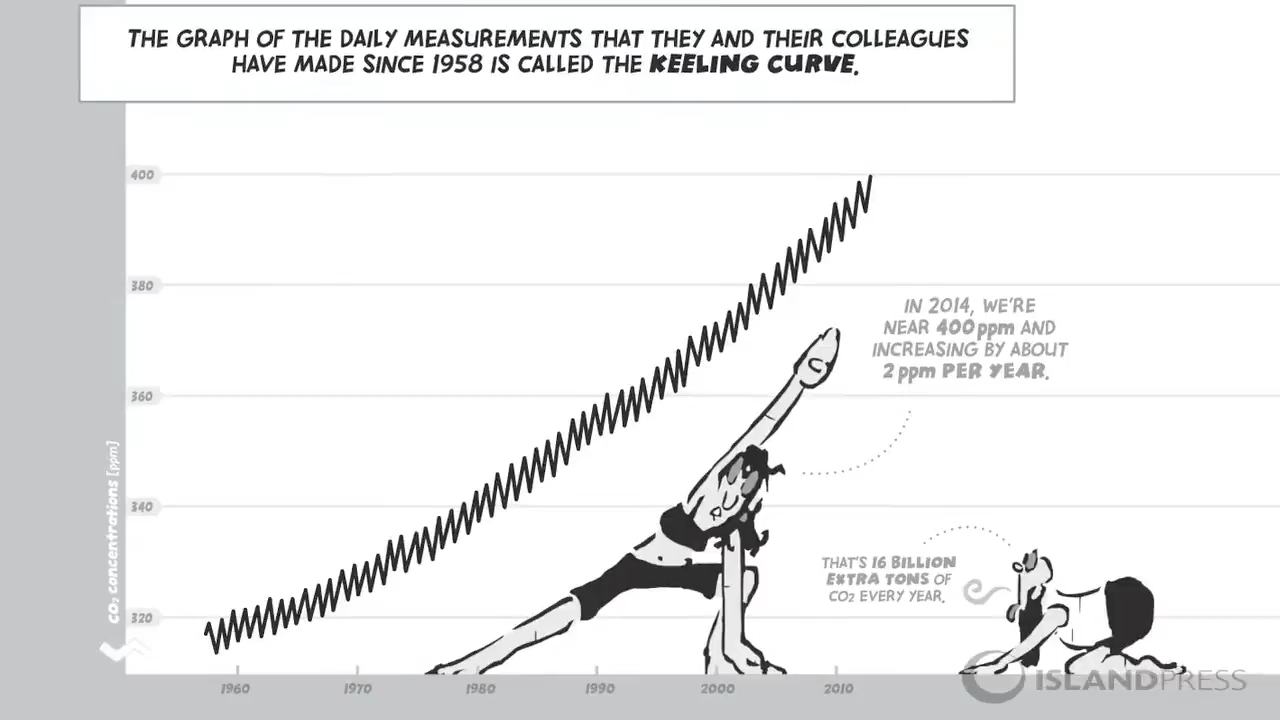 THE GRAPH OF THE DAILY MEASUREMENTS THAT THEY AND THEIR COLLEAGUES
HAVE MADE SINCE 1958 IS CALLED THE KEELING CURVE.
400
380
360
340
320
CO₂ concentrations [ppm]
1960
1970
1980
1990
2000
2010
IN 2014, WE'RE
NEAR 400 ppm AND
INCREASING BY ABOUT
2 ppm PER YEAR.
THAT'S 16 BILLION
EXTRA TONS OF
CO₂ EVERY YEAR.
ISLANDPRESS